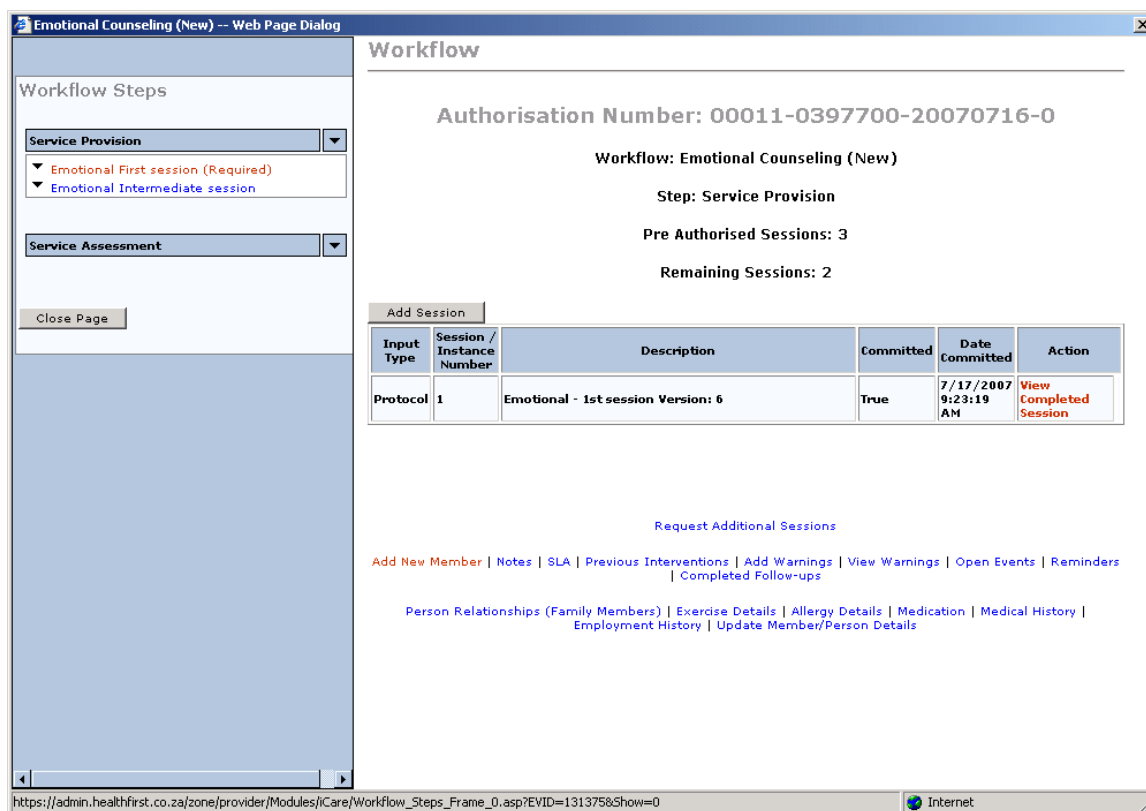 Emotional Counseling (New) -- Web Page Dialog
Workflow Steps
Service Provision
Emotional First session (Required)
Emotional Intermediate session
Service Assessment
Close Page
Workflow
Authorisation Number: 00011-0397700-20070716-0
Workflow: Emotional Counseling (New)
Step: Service Provision
Pre Authorised Sessions: 3
Remaining Sessions: 2
Add Session
Input Type
Session / Instance Number
Description
Committed
Date Committed
Action
Protocol
1
Emotional - 1st session Version: 6
True
7/17/2007 9:23:19 AM
View Completed Session
Request Additional Sessions
Add New Member | Notes | SLA | Previous Interventions | Add Warnings | View Warnings | Open Events | Reminders
| Completed Follow-ups
Person Relationships (Family Members) | Exercise Details | Allergy Details | Medication | Medical History |
Employment History | Update Member/Person Details
https://admin.healthfirst.co.za/zone/provider/Modules/iCare/Workflow_Steps_Frame_0.asp?EVID=131375&Show=0
Internet